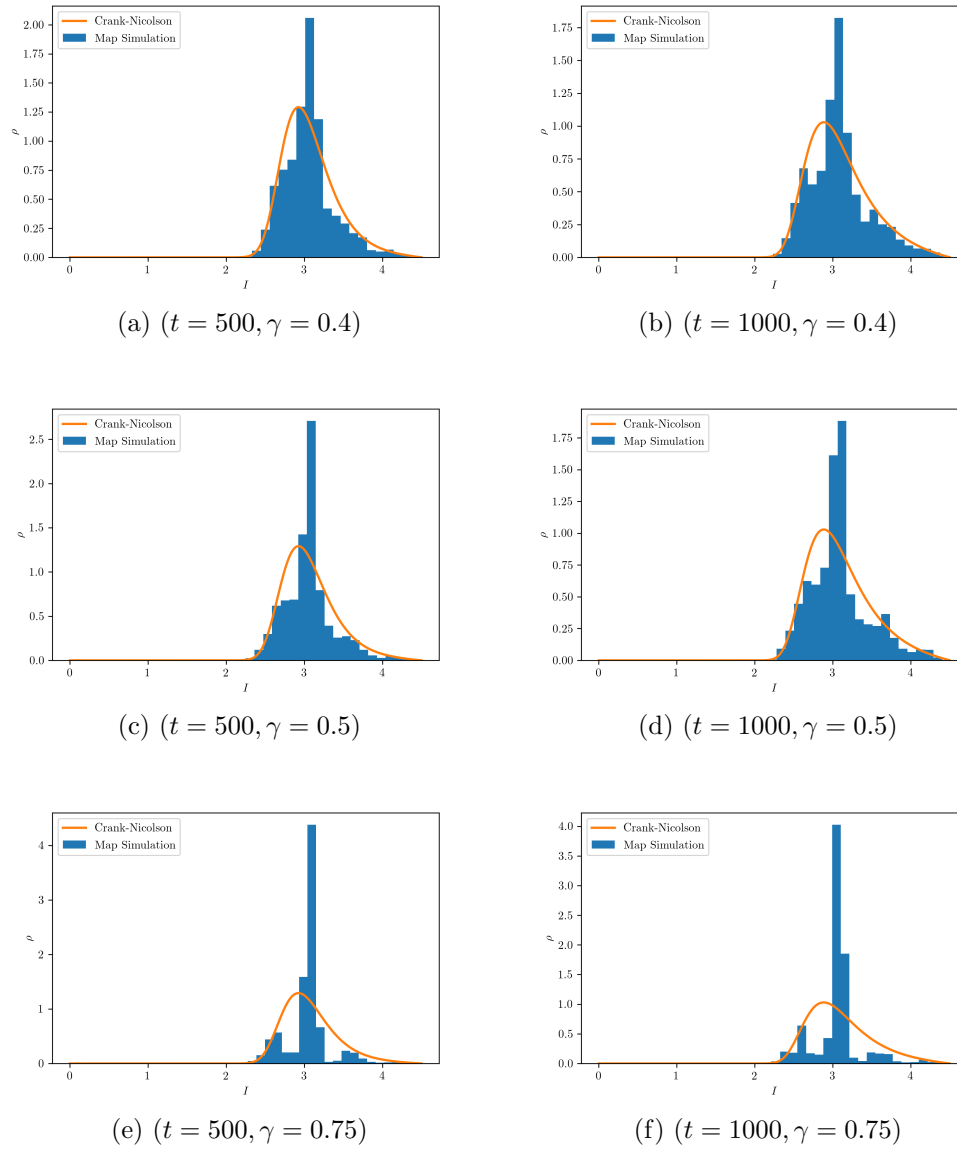 Crank-Nicolson
Map Simulation
2.00
1.75
1.50
1.25
1.00
0.75
0.50
0.25
0.00
ρ
0 1 2 3 4
I
(a) (t = 500, γ = 0.4)
Crank-Nicolson
Map Simulation
1.75
1.50
1.25
1.00
0.75
0.50
0.25
0.00
ρ
0 1 2 3 4
I
(b) (t = 1000, γ = 0.4)
Crank-Nicolson
Map Simulation
2.5
2.0
1.5
1.0
0.5
0.0
ρ
0 1 2 3 4
I
(c) (t = 500, γ = 0.5)
Crank-Nicolson
Map Simulation
1.75
1.50
1.25
1.00
0.75
0.50
0.25
0.00
ρ
0 1 2 3 4
I
(d) (t = 1000, γ = 0.5)
Crank-Nicolson
Map Simulation
4
3
2
1
0
ρ
0 1 2 3 4
I
(e) (t = 500, γ = 0.75)
Crank-Nicolson
Map Simulation
4.0
3.5
3.0
2.5
2.0
1.5
1.0
0.5
0.0
ρ
0 1 2 3 4
I
(f) (t = 1000, γ = 0.75)